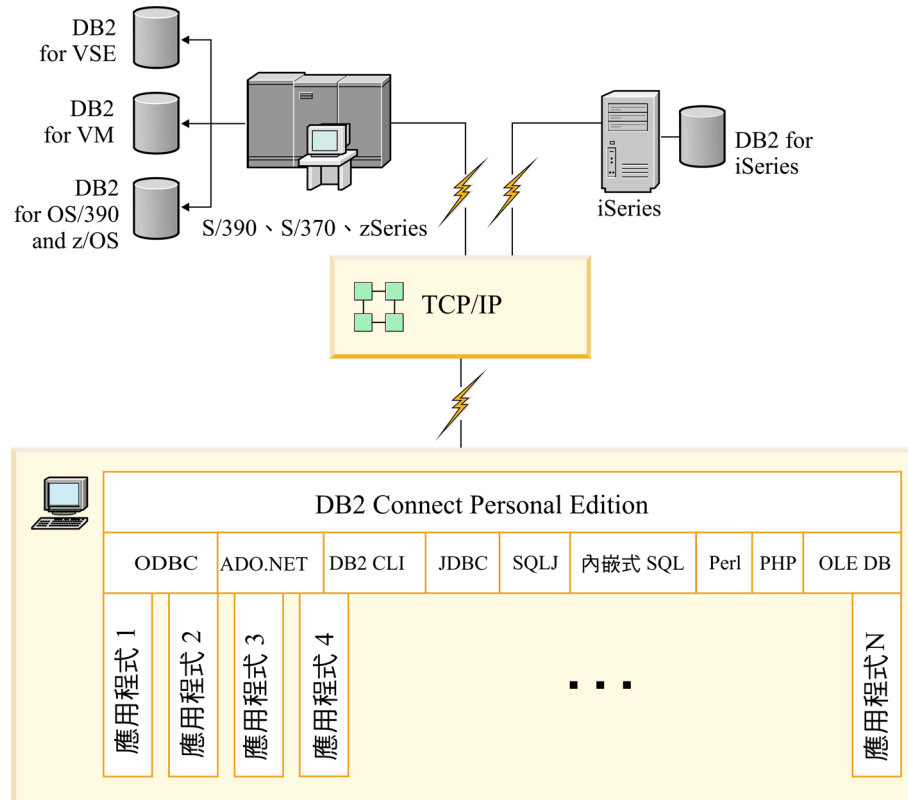 DB2
for VSE
DB2
for VM
DB2
for OS/390
and z/OS
S/390、S/370、zSeries
DB2 for
iSeries
iSeries
TCP/IP
DB2 Connect Personal Edition
ODBC
ADO.NET
DB2 CLI
JDBC
SQLJ
內嵌式 SQL
Perl
PHP
OLE DB
應用程式 1
應用程式 2
應用程式 3
應用程式 4
...
應用程式 N